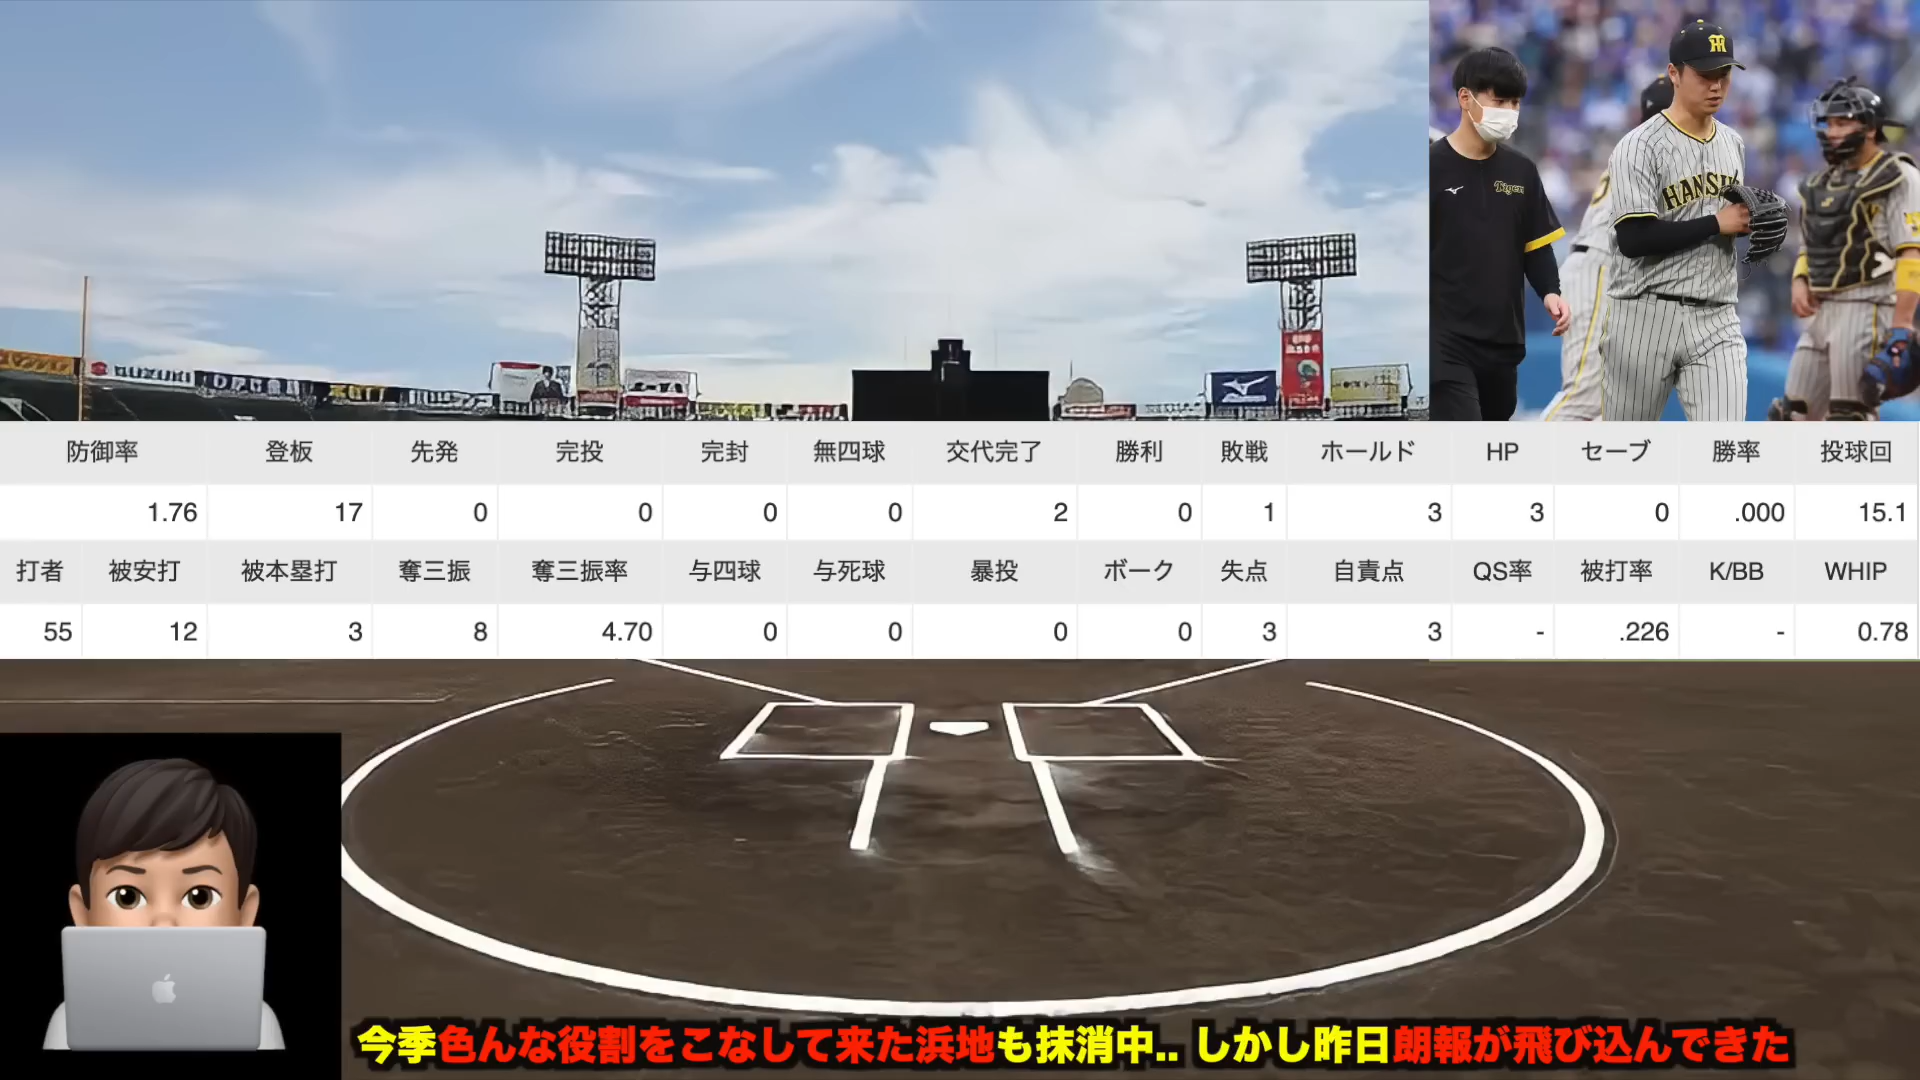 SUZUKI
Tigers
HANSHI
防御率 登板 先発 完投 完封 無四球 交代完了 勝利 敗戦 ホールド HP セーブ 勝率 投球回
1.76 17 0 0 0 0 2 0 1 3 3 0 .000 15.1
打者 被安打 被本塁打 奪三振 奪三振率 与四球 与死球 暴投 ボーク 失点 自責点 QS率 被打率 K/BB WHIP
55 12 3 8 4.70 0 0 0 0 3 3 - .226 - 0.78
今季色んな役割をこなして来た浜地も抹消中.. しかし昨日朗報が飛び込んできた